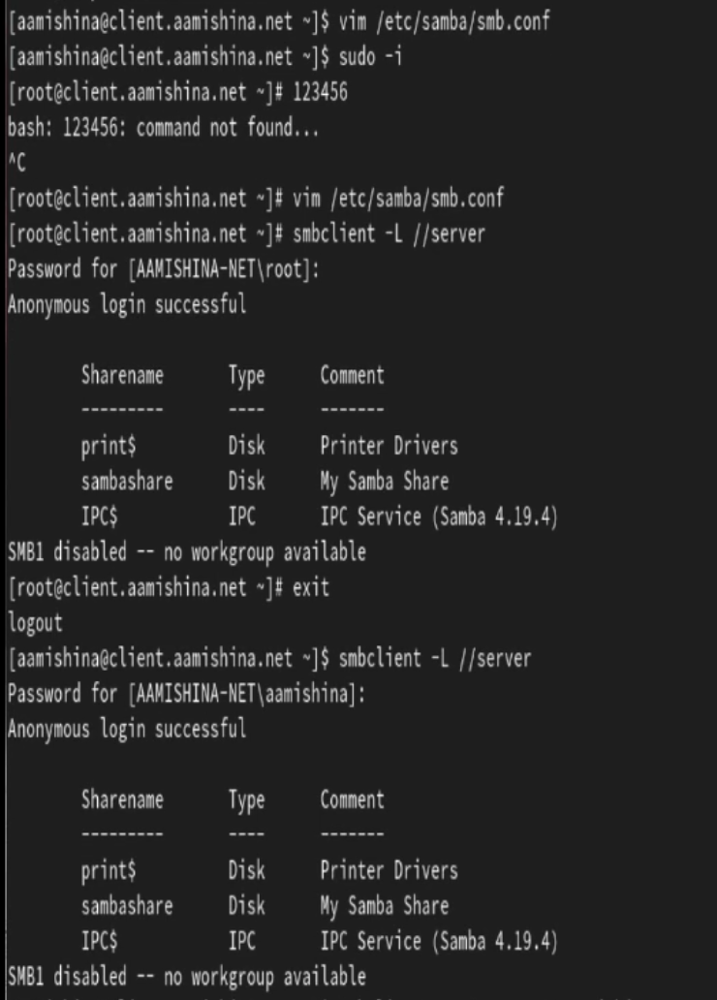 [aamishina@client.aamishina.net ~]$ vim /etc/samba/smb.conf
[aamishina@client.aamishina.net ~]$ sudo -i
[root@client.aamishina.net ~]# 123456
bash: 123456: command not found...
^C
[root@client.aamishina.net ~]# vim /etc/samba/smb.conf
[root@client.aamishina.net ~]# smbclient -L //server
Password for [AAMISHINA-NET\root]:
Anonymous login successful
Sharename Type Comment
--------- ---- -------
print$ Disk Printer Drivers
sambashare Disk My Samba Share
IPC$ IPC IPC Service (Samba 4.19.4)
SMB1 disabled -- no workgroup available
[root@client.aamishina.net ~]# exit
logout
[aamishina@client.aamishina.net ~]$ smbclient -L //server
Password for [AAMISHINA-NET\aamishina]:
Anonymous login successful
Sharename Type Comment
--------- ---- -------
print$ Disk Printer Drivers
sambashare Disk My Samba Share
IPC$ IPC IPC Service (Samba 4.19.4)
SMB1 disabled -- no workgroup available